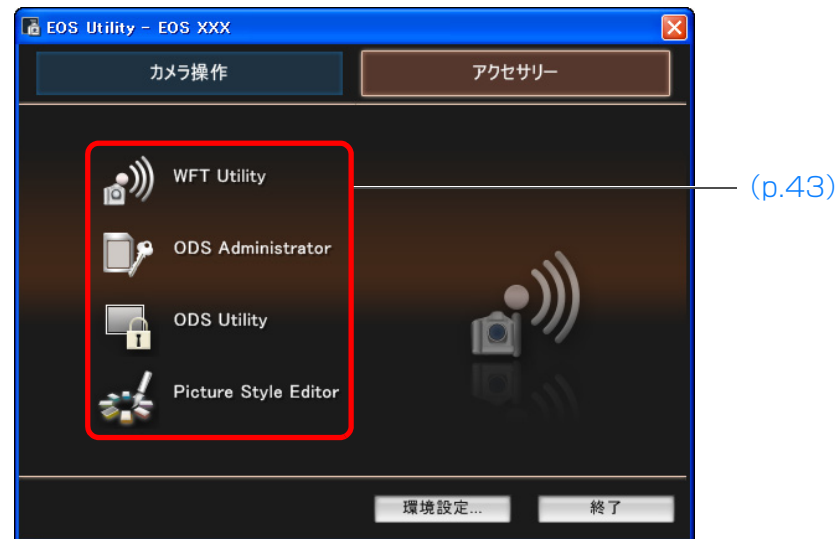 EOS Utility - EOS XXX
カメラ操作
アクセサリー
WFT Utility
(p.43)
ODS Administrator
ODS Utility
Picture Style Editor
環境設定...
終了